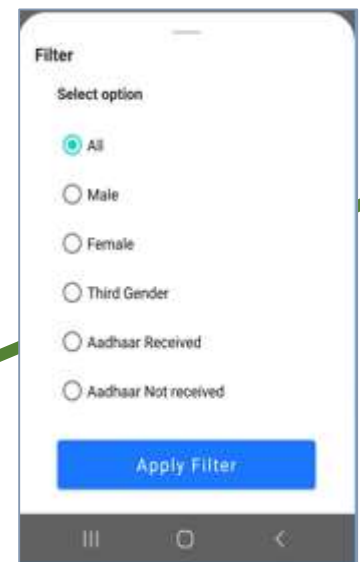 Filter
Select option
All
Male
Female
Third Gender
Aadhaar Received
Aadhaar Not received
Apply Filter